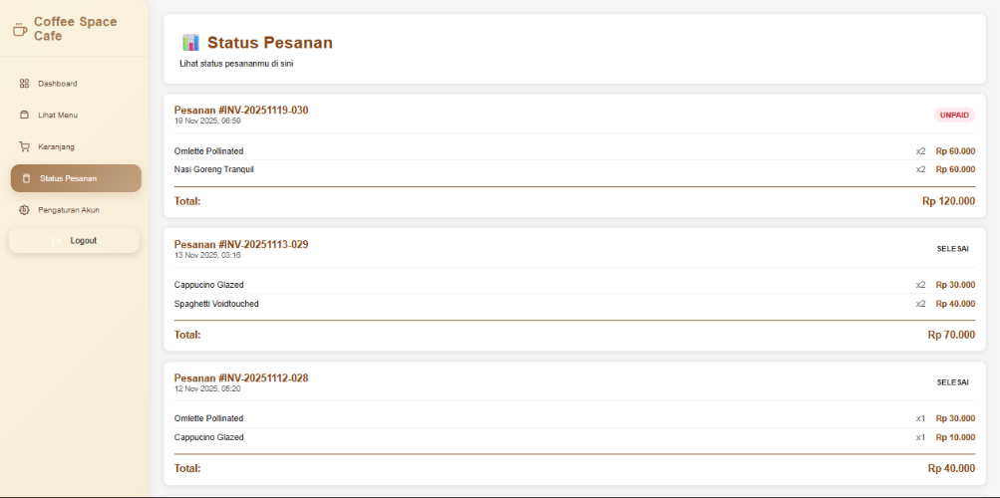 Coffee Space
Cafe
Dashboard
Lihat Menu
Keranjang
Status Pesanan
Pengaturan Akun
Logout
Status Pesanan
Lihat status pesananmu di sini
Pesanan #INV-20251119-030
19 Nov 2025, 06:59
UNPAID
Omlette Pollinated x2 Rp 60.000
Nasi Goreng Tranquil x2 Rp 60.000
Total: Rp 120.000
Pesanan #INV-20251113-029
13 Nov 2025, 03:16
SELESAI
Cappucino Glazed x2 Rp 30.000
Spaghetti Voidtouched x2 Rp 40.000
Total: Rp 70.000
Pesanan #INV-20251112-028
12 Nov 2025, 05:20
SELESAI
Omlette Pollinated x1 Rp 30.000
Cappucino Glazed x1 Rp 10.000
Total: Rp 40.000